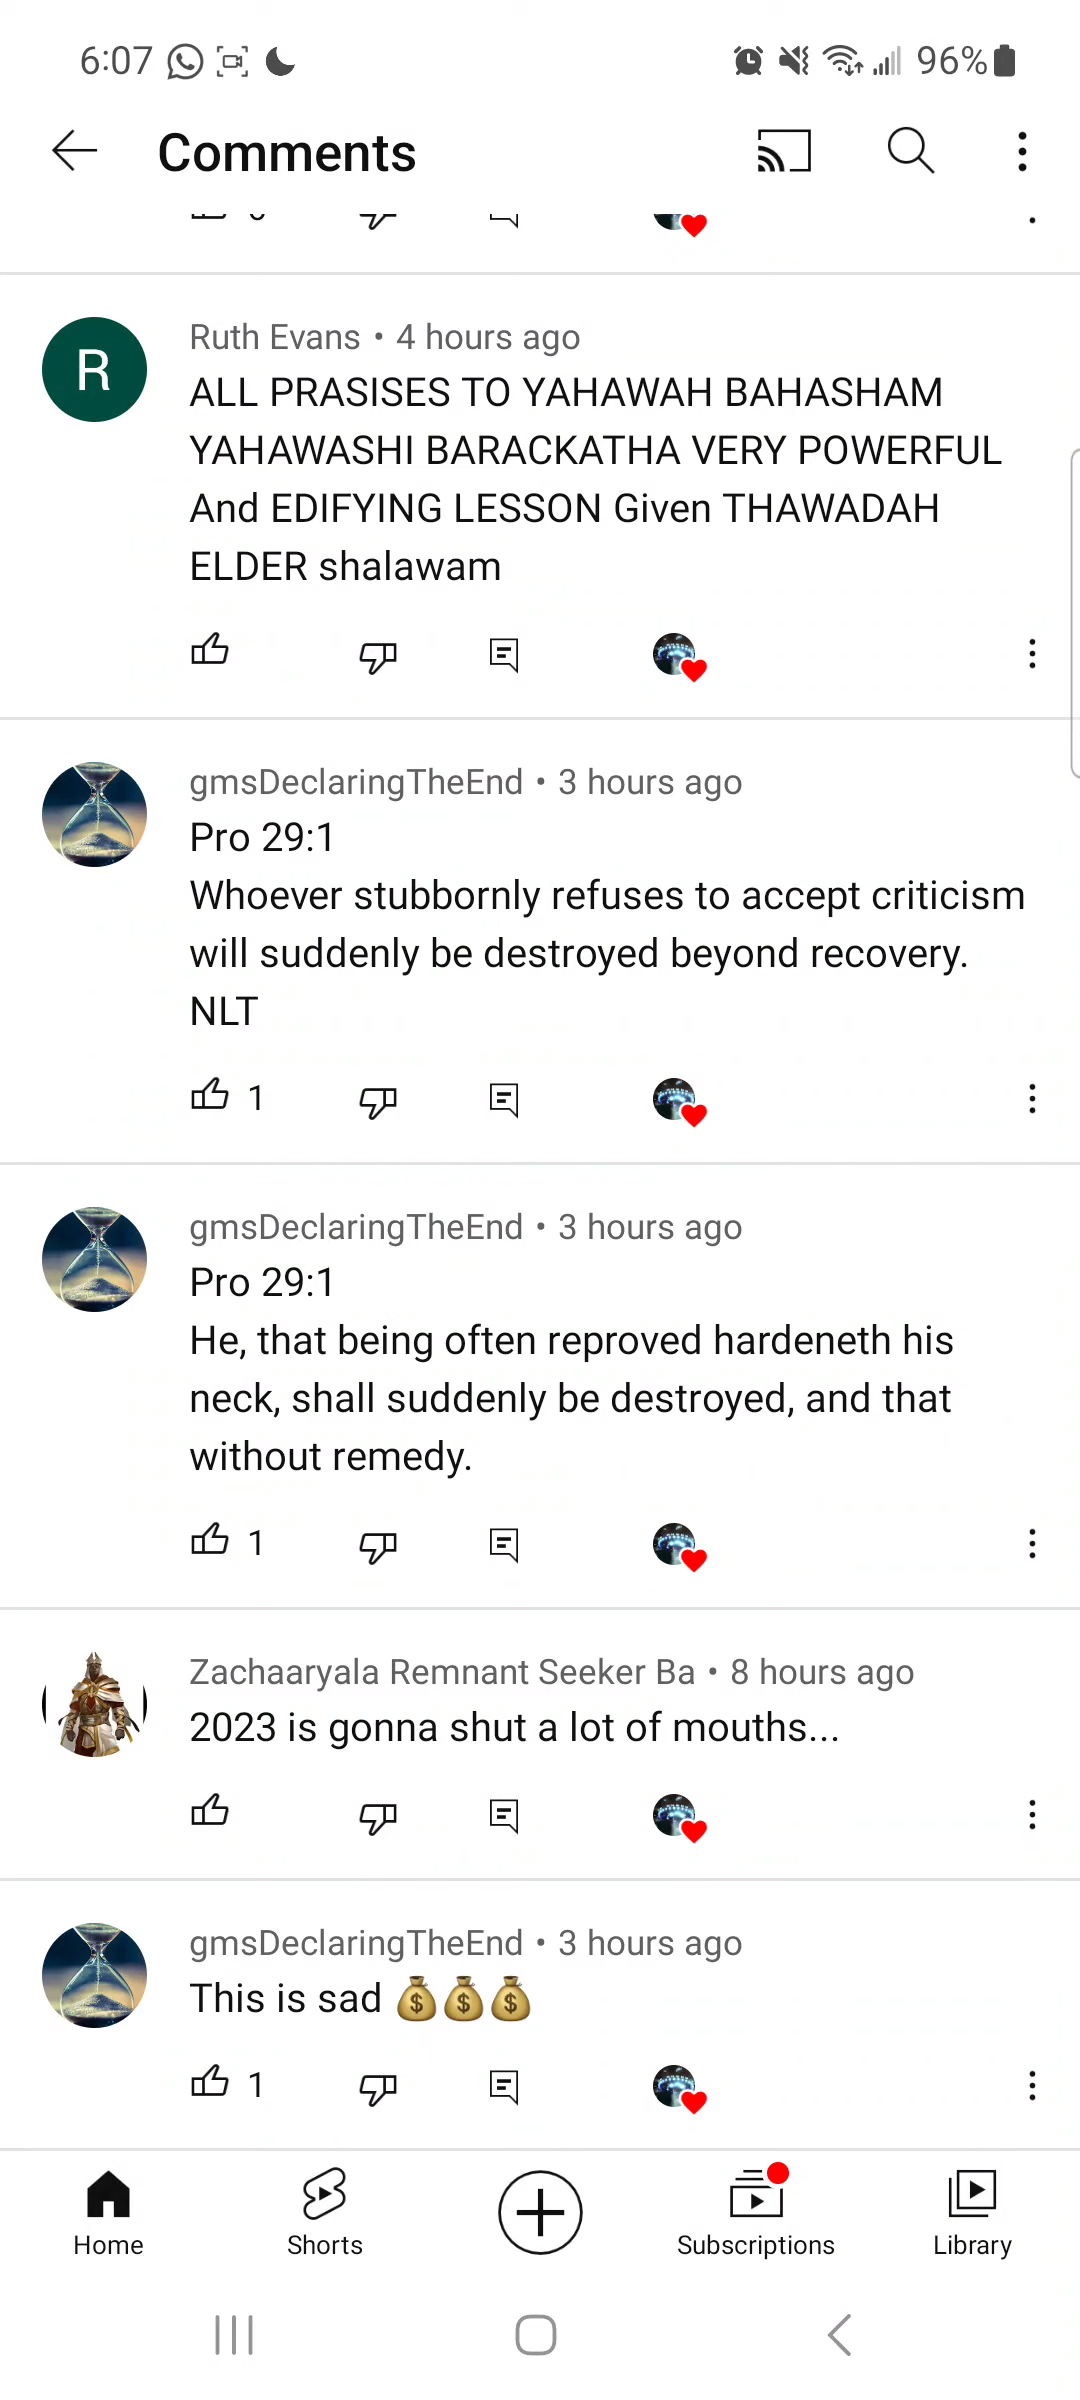 6:07 96%
Comments
Ruth Evans • 4 hours ago
ALL PRASISES TO YAHAWAH BAHASHAM
YAHAWASHI BARACKATHA VERY POWERFUL
And EDIFYING LESSON Given THAWADAH
ELDER shalawam
gmsDeclaringTheEnd • 3 hours ago
Pro 29:1
Whoever stubbornly refuses to accept criticism
will suddenly be destroyed beyond recovery.
NLT
1
gmsDeclaringTheEnd • 3 hours ago
Pro 29:1
He, that being often reproved hardeneth his
neck, shall suddenly be destroyed, and that
without remedy.
1
Zachaaryala Remnant Seeker Ba • 8 hours ago
2023 is gonna shut a lot of mouths...
gmsDeclaringTheEnd • 3 hours ago
This is sad 💰💰💰
1
Home Shorts Subscriptions Library